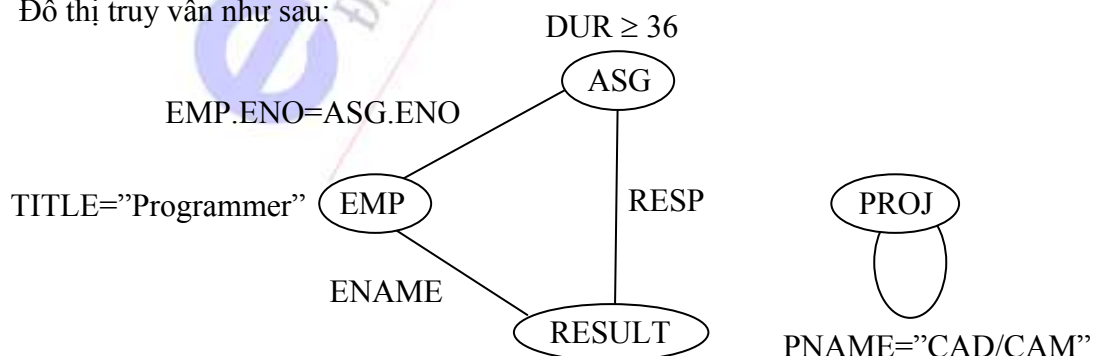 Đồ thị truy vấn như sau:
DUR ≥ 36
ASG
EMP.ENO=ASG.ENO
TITLE=”Programmer”
EMP
RESP
PROJ
ENAME
RESULT
PNAME=”CAD/CAM”